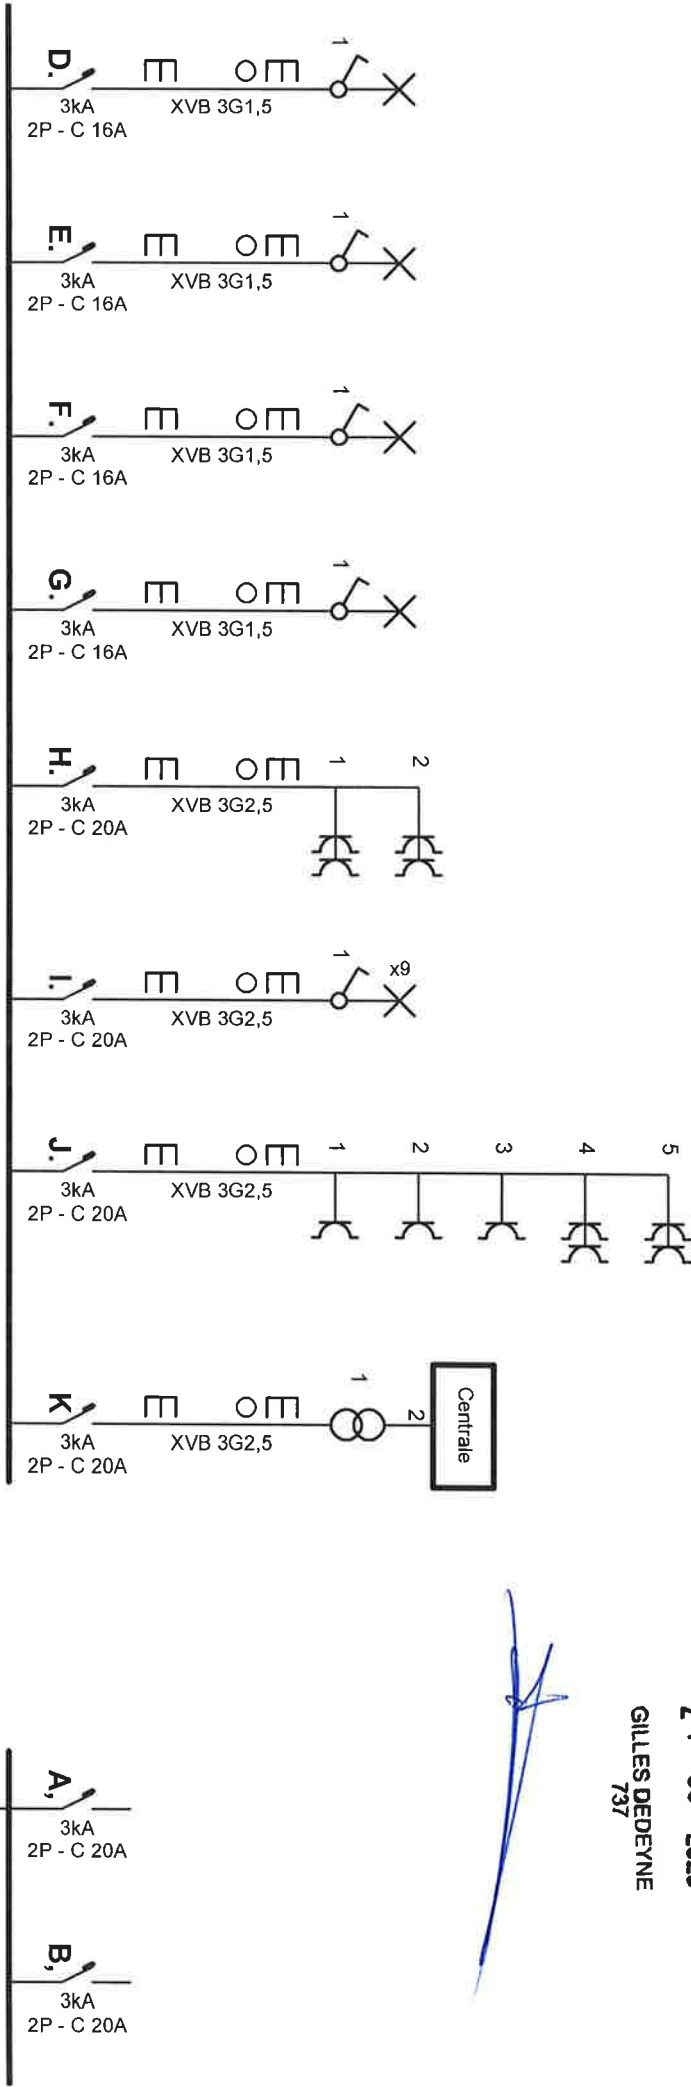 D.
3kA
2P - C 16A
XVB 3G1,5
1
E.
3kA
2P - C 16A
XVB 3G1,5
1
F.
3kA
2P - C 16A
XVB 3G1,5
1
G.
3kA
2P - C 16A
XVB 3G1,5
1
H.
3kA
2P - C 20A
XVB 3G2,5
1
2
I.
3kA
2P - C 20A
XVB 3G2,5
1
x9
J.
3kA
2P - C 20A
XVB 3G2,5
1
2
3
4
5
K
3kA
2P - C 20A
XVB 3G2,5
1
2
Centrale
GILLES DEDEYNE
737
A,
3kA
2P - C 20A
B,
3kA
2P - C 20A